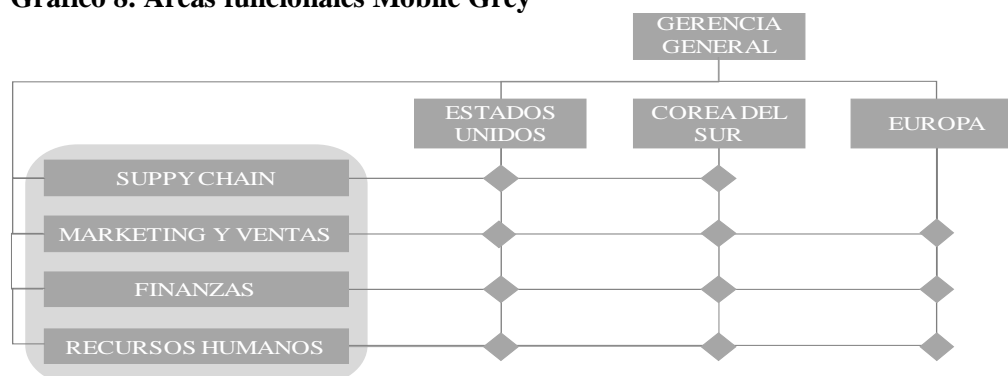 Gráfico 8. Áreas funcionales Mobile Grey
GERENCIA
GENERAL
ESTADOS
UNIDOS
COREA DEL
SUR
EUROPA
SUPPY CHAIN
MARKETING Y VENTAS
FINANZAS
RECURSOS HUMANOS